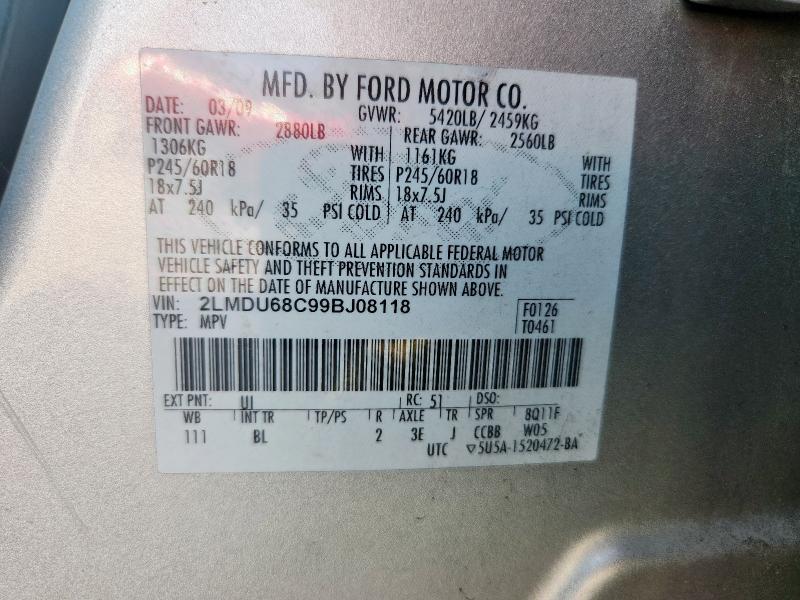 MFD. BY FORD MOTOR CO.
DATE: 03/09 GVWR: 5420LB/ 2459KG
FRONT GAWR: 2880LB REAR GAWR: 2560LB
1306KG WITH 1161KG WITH
P245/60R18 TIRES P245/60R18 TIRES
18x7.5J RIMS 18x7.5J RIMS
AT 240 kPa/ 35 PSI COLD AT 240 kPa/ 35 PSI COLD
THIS VEHICLE CONFORMS TO ALL APPLICABLE FEDERAL MOTOR
VEHICLE SAFETY AND THEFT PREVENTION STANDARDS IN
EFFECT ON THE DATE OF MANUFACTURE SHOWN ABOVE.
VIN: 2LMDU68C99BJ08118 F0126
TYPE: MPV T0461
EXT PNT: UI RC: 51 DSO:
WB INT TR TP/PS R AXLE TR SPR 8Q11F
111 BL 2 3E J CCBB W05
UTC ▽5U5A-1520472-BA